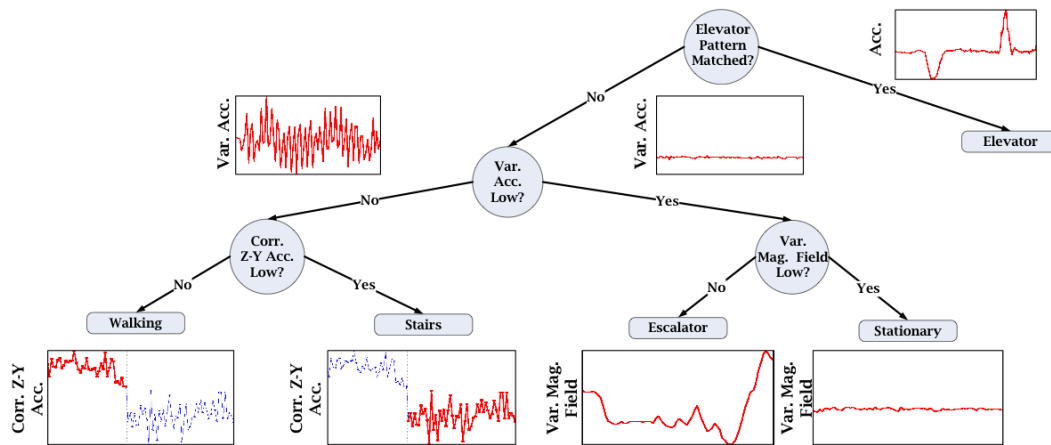 Elevator
Pattern
Matched?
Acc.
No
Yes
Var. Acc.
Var. Acc.
Elevator
Var.
Acc.
Low?
No
Yes
Corr.
Z-Y Acc.
Low?
Var.
Mag. Field
Low?
No
Yes
No
Yes
Walking
Stairs
Escalator
Stationary
Corr. Z-Y
Acc.
Corr. Z-Y
Acc.
Var. Mag.
Field
Var. Mag.
Field